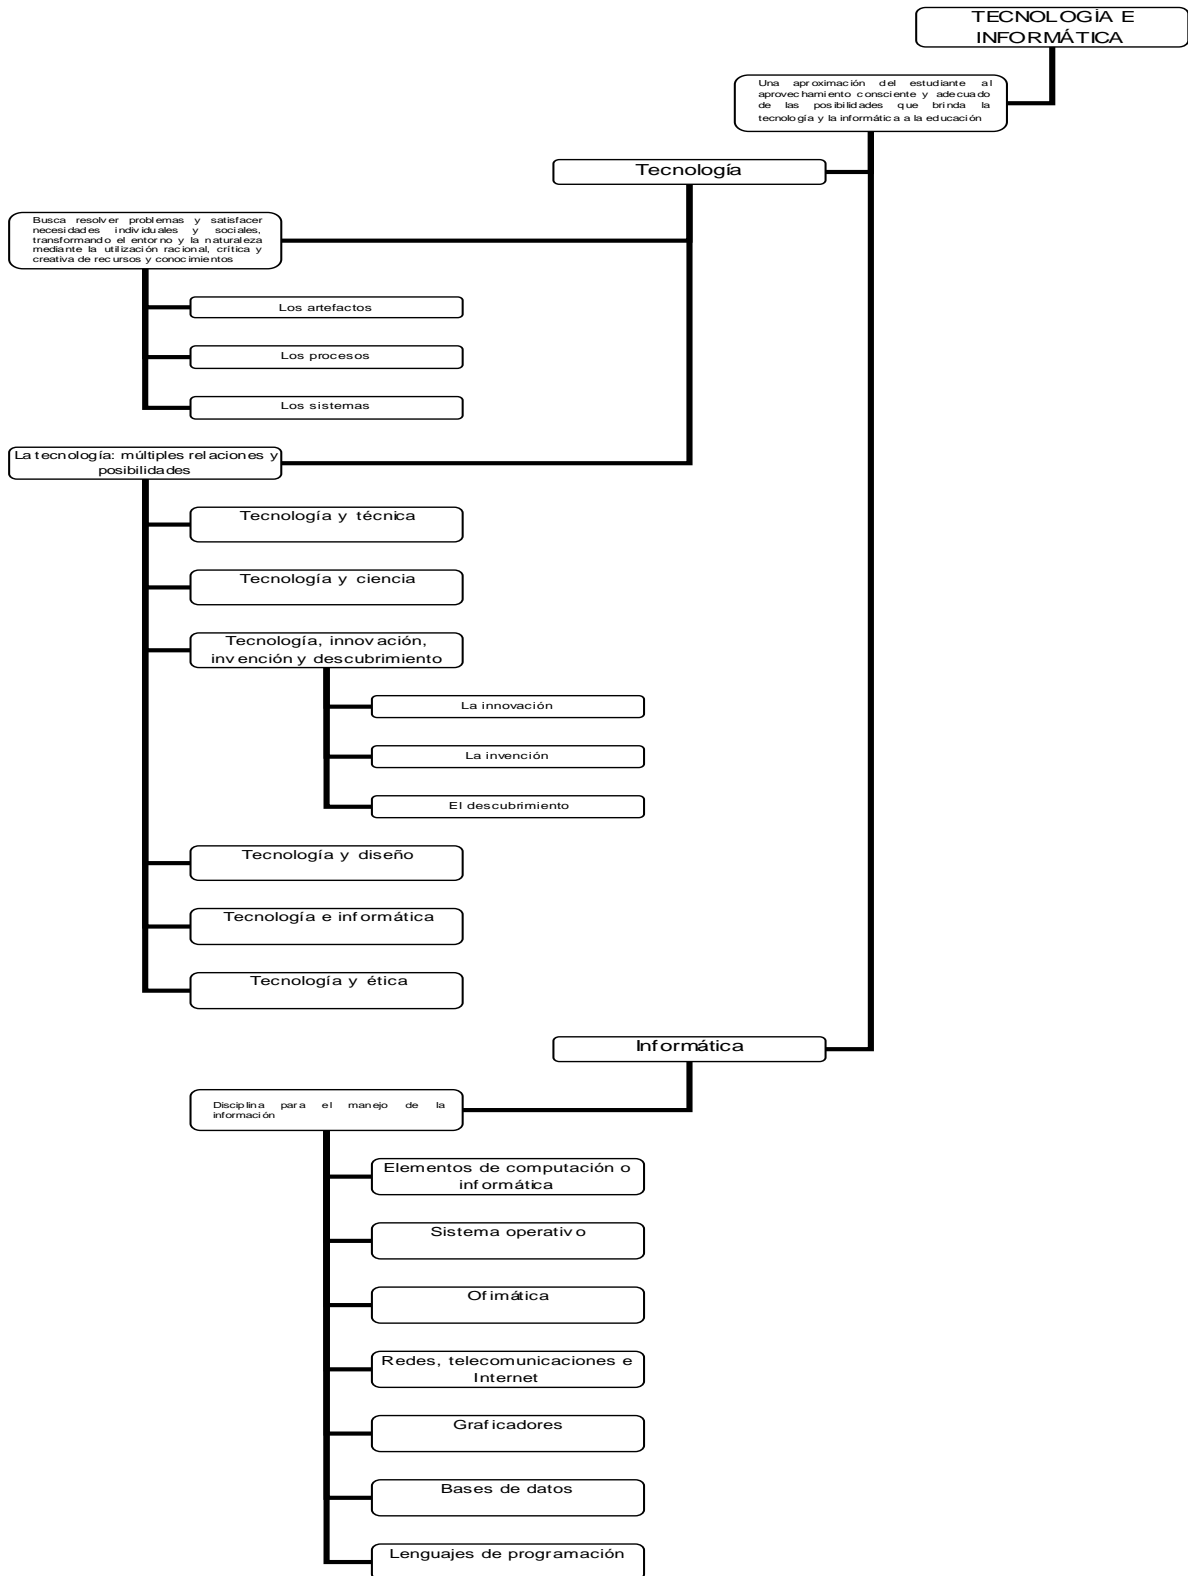 TECNOLOGÍA E
INFORMÁTICA
Una aproximación del estudiante al
aprovechamiento consciente y adecuado
de las posibilidades que brinda la
tecnología y la informática a la educación
Tecnología
Busca resolver problemas y satisfacer
necesidades individuales y sociales,
transformando el entorno y la naturaleza
mediante la utilización racional, crítica y
creativa de recursos y conocimientos
Los artefactos
Los procesos
Los sistemas
La tecnología: múltiples relaciones y
posibilidades
Tecnología y técnica
Tecnología y ciencia
Tecnología, innovación,
invención y descubrimiento
La innovación
La invención
El descubrimiento
Tecnología y diseño
Tecnología e informática
Tecnología y ética
Informática
Disciplina para el manejo de la
información
Elementos de computación o
informática
Sistema operativo
Ofimática
Redes, telecomunicaciones e
Internet
Graficadores
Bases de datos
Lenguajes de programación